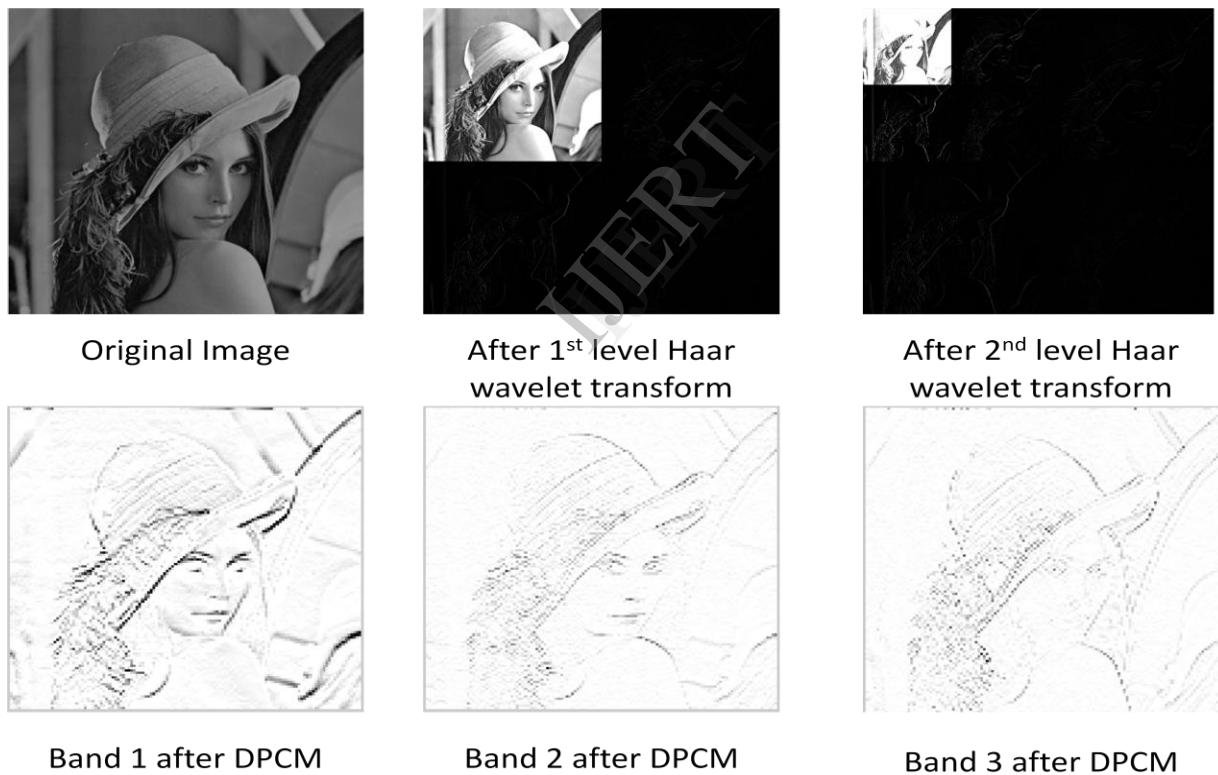 IJERT
Original Image
After 1st level Haar
wavelet transform
After 2nd level Haar
wavelet transform
Band 1 after DPCM
Band 2 after DPCM
Band 3 after DPCM